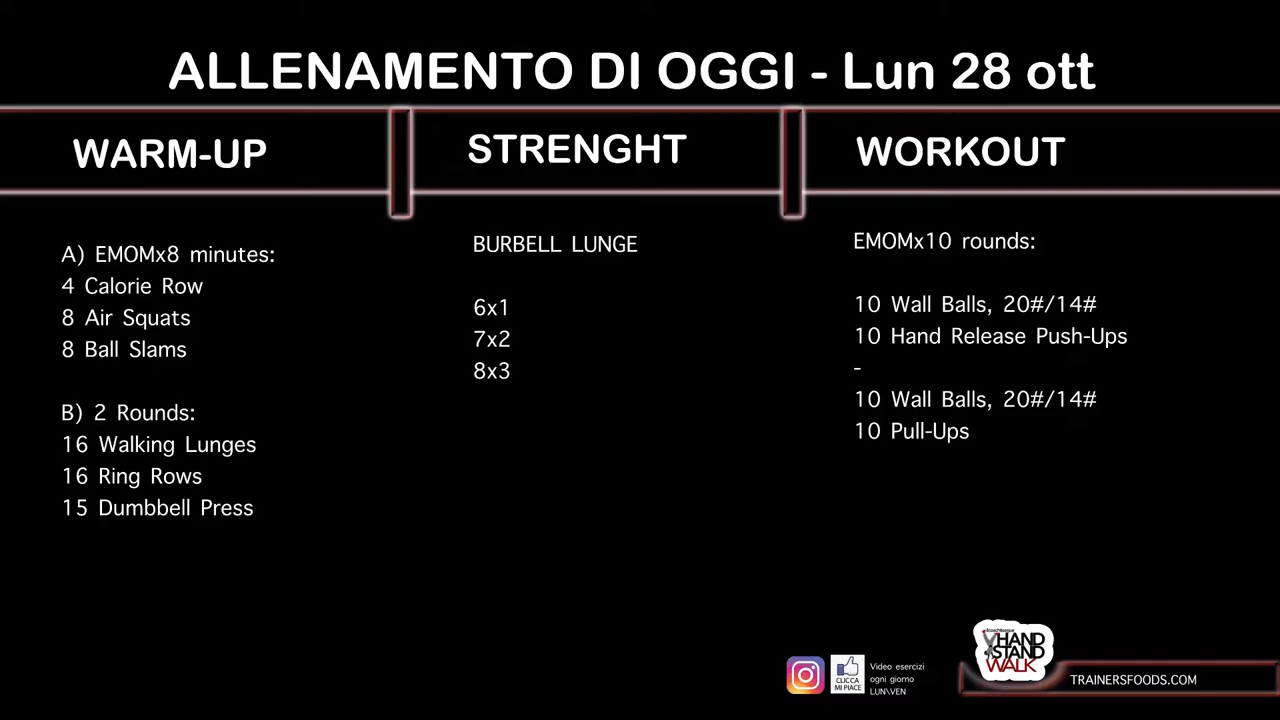 ALLENAMENTO DI OGGI - Lun 28 ott
WARM-UP
A) EMOMx8 minutes:
4 Calorie Row
8 Air Squats
8 Ball Slams
B) 2 Rounds:
16 Walking Lunges
16 Ring Rows
15 Dumbbell Press
STRENGHT
BURBELL LUNGE
6x1
7x2
8x3
WORKOUT
EMOMx10 rounds:
10 Wall Balls, 20#/14#
10 Hand Release Push-Ups
-
10 Wall Balls, 20#/14#
10 Pull-Ups
CLICCA
MI PIACE
Video esercizi
ogni giorno
LUN\VEN
HAND
STAND
WALK
TRAINERSFOODS.COM